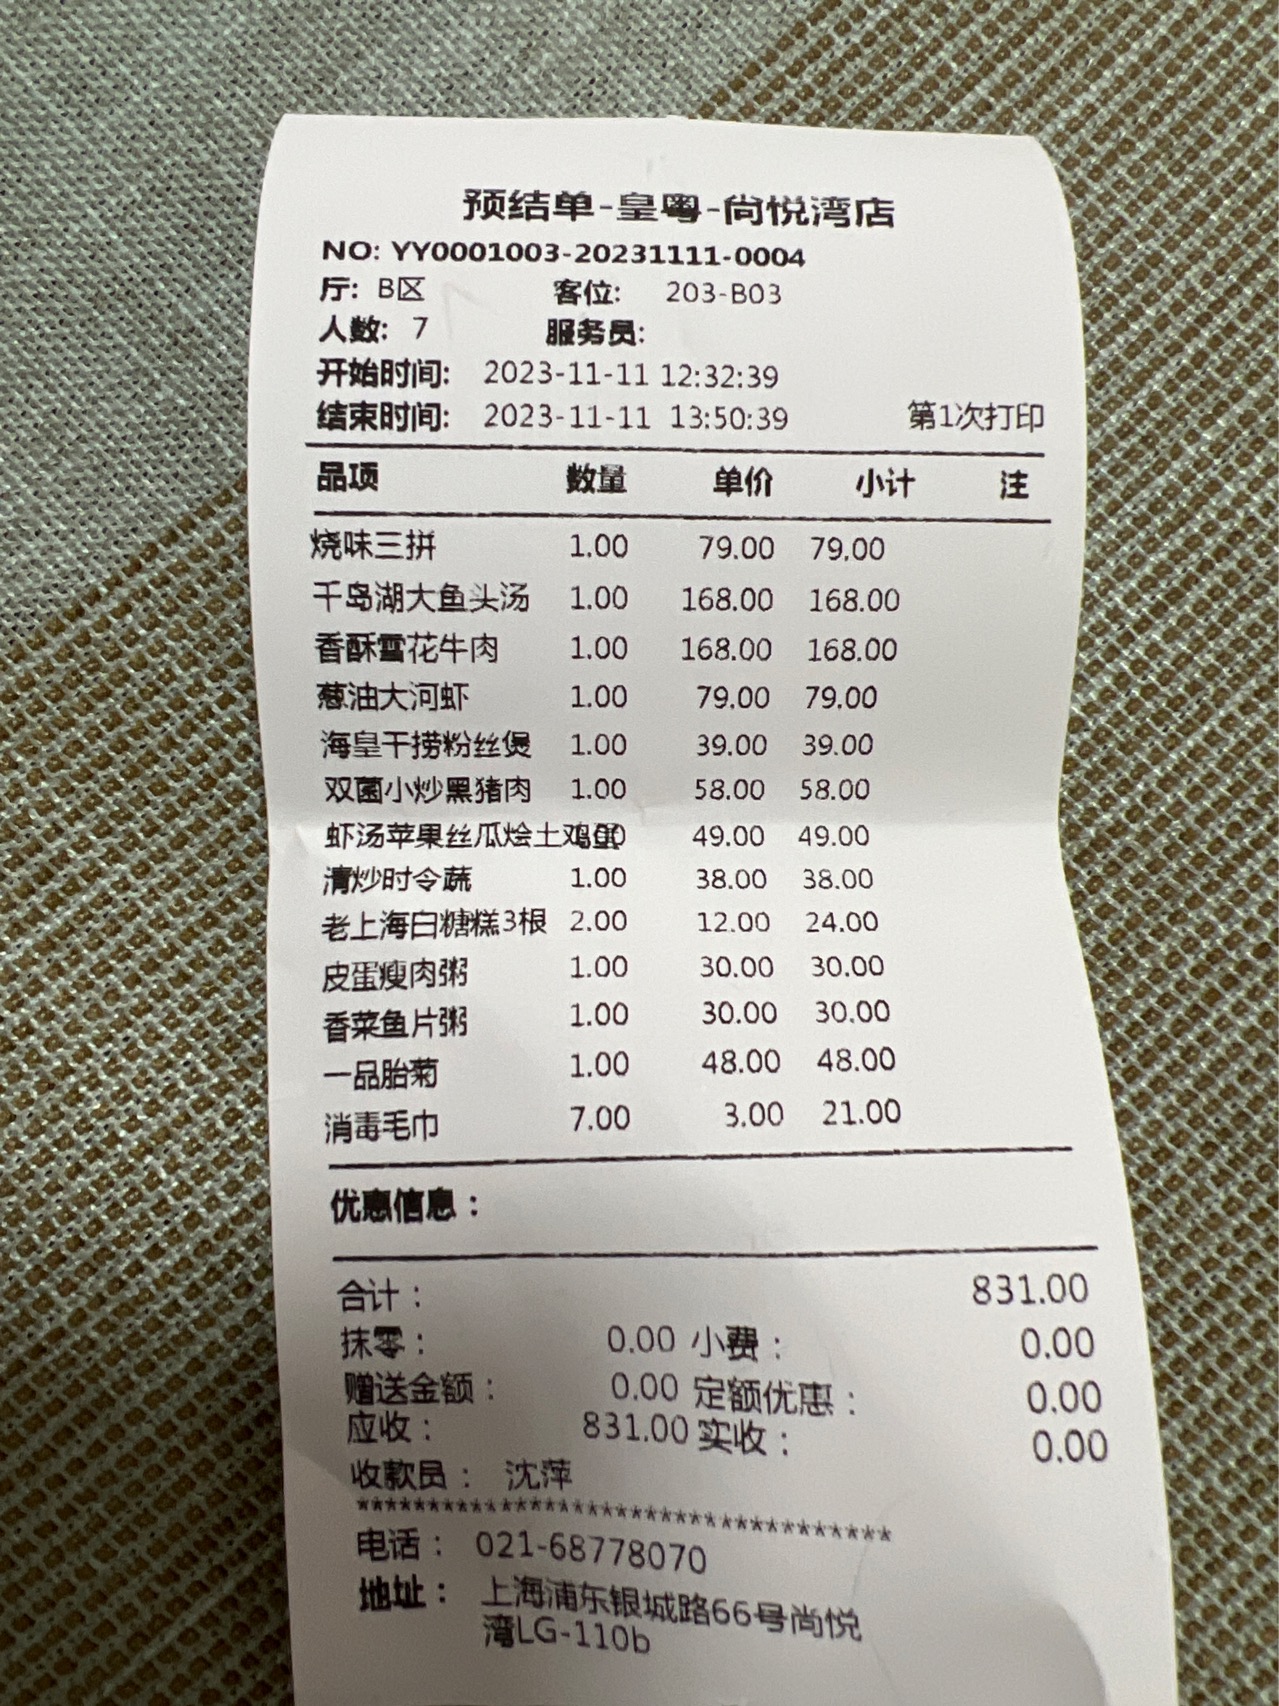 预结单-皇粤-尚悦湾店
NO: YY0001003-20231111-0004
厅: B区 客位: 203-B03
人数: 7 服务员:
开始时间: 2023-11-11 12:32:39
结束时间: 2023-11-11 13:50:39 第1次打印
品项 数量 单价 小计 注
烧味三拼 1.00 79.00 79.00
千岛湖大鱼头汤 1.00 168.00 168.00
香酥雪花牛肉 1.00 168.00 168.00
葱油大河虾 1.00 79.00 79.00
海皇干捞粉丝煲 1.00 39.00 39.00
双菌小炒黑猪肉 1.00 58.00 58.00
虾汤苹果丝瓜烩土鸡蛋 1.00 49.00 49.00
清炒时令蔬 1.00 38.00 38.00
老上海白糖糕3根 2.00 12.00 24.00
皮蛋瘦肉粥 1.00 30.00 30.00
香菜鱼片粥 1.00 30.00 30.00
一品胎菊 1.00 48.00 48.00
消毒毛巾 7.00 3.00 21.00
优惠信息：
合计： 831.00
抹零： 0.00 小费： 0.00
赠送金额： 0.00 定额优惠： 0.00
应收： 831.00 实收： 0.00
收款员： 沈萍
**************************************
电话： 021-68778070
地址： 上海浦东银城路66号尚悦
湾LG-110b